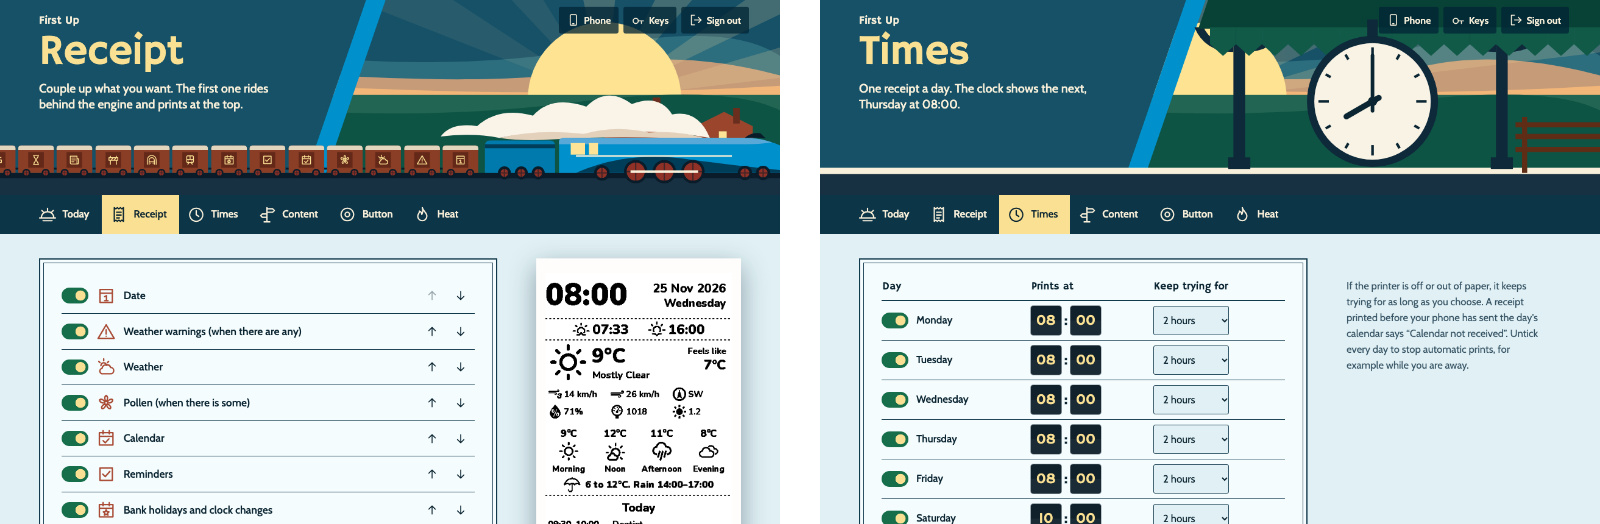 First Up
Receipt
Couple up what you want. The first one rides
behind the engine and prints at the top.
Phone
Keys
Sign out
Today
Receipt
Times
Content
Button
Heat
Date
Weather warnings (when there are any)
Weather
Pollen (when there is some)
Calendar
Reminders
Bank holidays and clock changes
08:00
25 Nov 2026
Wednesday
07:33 16:00
9°C
Mostly Clear
Feels like
7°C
14 km/h 26 km/h SW
71% 1018 1.2
9°C 12°C 11°C 8°C
Morning Noon Afternoon Evening
6 to 12°C. Rain 14:00–17:00
Today
First Up
Times
One receipt a day. The clock shows the next,
Thursday at 08:00.
Phone
Keys
Sign out
Today
Receipt
Times
Content
Button
Heat
Day Prints at Keep trying for
Monday 08 : 00 2 hours
Tuesday 08 : 00 2 hours
Wednesday 08 : 00 2 hours
Thursday 08 : 00 2 hours
Friday 08 : 00 2 hours
Saturday 10 : 00 2 hours
If the printer is off or out of paper, it keeps
trying for as long as you choose. A receipt
printed before your phone has sent the day's
calendar says “Calendar not received”. Untick
every day to stop automatic prints, for
example while you are away.